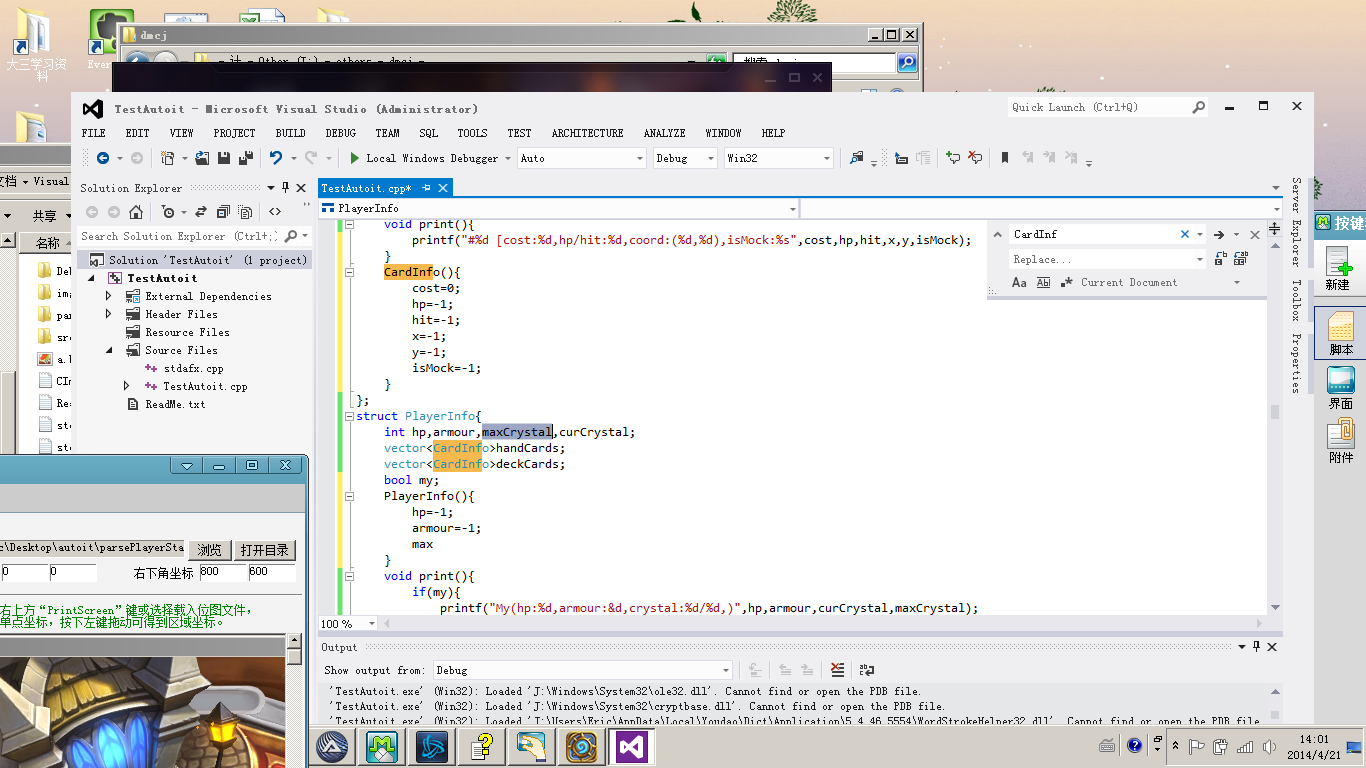 大三学习资
料
Ever
dmcj
TestAutoit - Microsoft Visual Studio (Administrator)
Quick Launch (Ctrl+Q)
FILE EDIT VIEW PROJECT BUILD DEBUG TEAM SQL TOOLS TEST ARCHITECTURE ANALYZE WINDOW HELP
Local Windows Debugger Auto Debug Win32
文档 Visual
共享
名称
Solution Explorer
Search Solution Explorer (Ctrl+;)
Solution 'TestAutoit' (1 project)
TestAutoit
External Dependencies
Header Files
Resource Files
Source Files
stdafx.cpp
TestAutoit.cpp
ReadMe.txt
TestAutoit.cpp*
PlayerInfo
void print(){
printf("#%d [cost:%d,hp/hit:%d,coord:(%d,%d),isMock:%s",cost,hp,hit,x,y,isMock);
}
CardInfo(){
cost=0;
hp=-1;
hit=-1;
x=-1;
y=-1;
isMock=-1;
}
};
struct PlayerInfo{
int hp,armour,maxCrystal,curCrystal;
vector<CardInfo>handCards;
vector<CardInfo>deckCards;
bool my;
PlayerInfo(){
hp=-1;
armour=-1;
max
}
void print(){
if(my){
printf("My(hp:%d,armour:&d,crystal:%d/%d,)",hp,armour,curCrystal,maxCrystal);
100 %
CardInf
Replace...
Aa Ab Current Document
Server Explorer
Toolbox
Properties
按键
新建
脚本
界面
附件
c\Desktop\autoit\parsePlayerSta 浏览 打开目录
0 0 右下角坐标 800 600
右上方“PrintScreen”键或选择载入位图文件，
单点坐标，按下左键拖动可得到区域坐标。
Output
Show output from: Debug
'TestAutoit.exe' (Win32): Loaded 'J:\Windows\System32\ole32.dll'. Cannot find or open the PDB file.
'TestAutoit.exe' (Win32): Loaded 'J:\Windows\System32\cryptbase.dll'. Cannot find or open the PDB file.
'TestAutoit.exe' (Win32): Loaded 'J:\Users\Eric\AppData\Local\Youdao\Dict\Application\5.4.46.5554\WordStrokeHelper32.dll'. Cannot find or open the PDB file.
14:01
2014/4/21